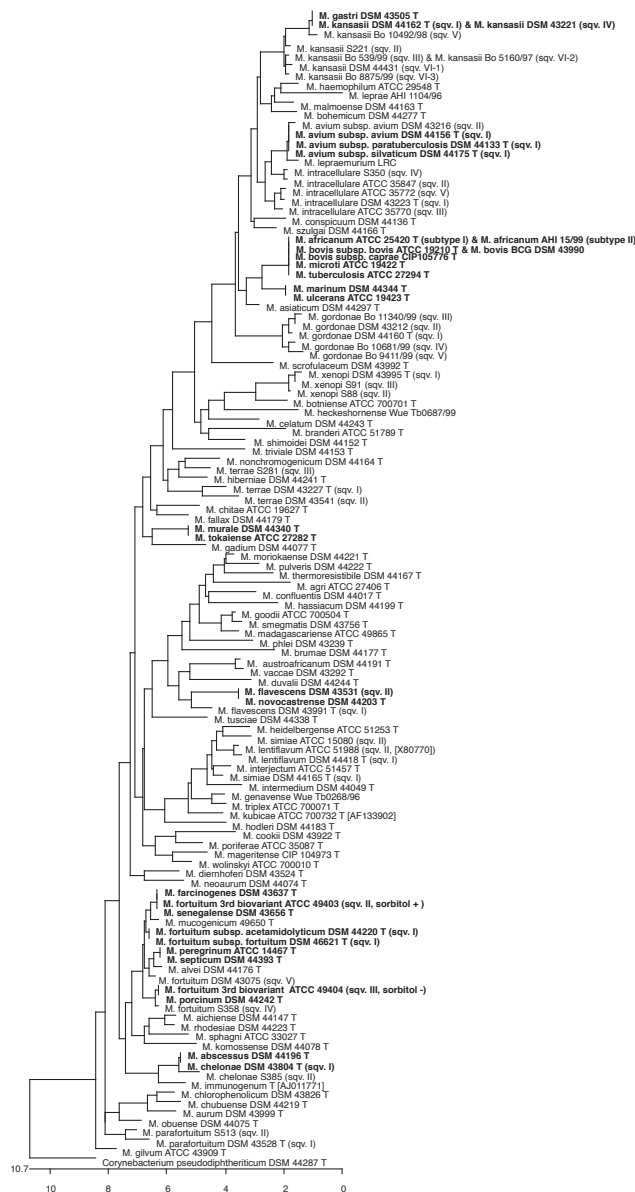 M. gastri DSM 43505 T
M. kansasii DSM 44162 T (sqv. I) & M. kansasii DSM 43221 (sqv. IV)
M. kansasii Bo 10492/98 (sqv. V)
M. kansasii S221 (sqv. II)
M. kansasii Bo 539/99 (sqv. III) & M. kansasii Bo 5160/97 (sqv. VI-2)
M. kansasii DSM 44431 (sqv. VI-1)
M. kansasii Bo 8875/99 (sqv. VI-3)
M. haemophilum ATCC 29548 T
M. leprae AHI 1104/96
M. malmoense DSM 44163 T
M. bohemicum DSM 44277 T
M. avium subsp. avium DSM 43216 (sqv. II)
M. avium subsp. avium DSM 44156 T (sqv. I)
M. avium subsp. paratuberculosis DSM 44133 T (sqv. I)
M. avium subsp. silvaticum DSM 44175 T (sqv. I)
M. lepraemurium LRC
M. intracellulare S350 (sqv. IV)
M. intracellulare ATCC 35847 (sqv. II)
M. intracellulare ATCC 35772 (sqv. V)
M. intracellulare DSM 43223 T (sqv. I)
M. intracellulare ATCC 35770 (sqv. III)
M. conspicuum DSM 44136 T
M. szulgai DSM 44166 T
M. africanum ATCC 25420 T (subtype I) & M. africanum AHI 15/99 (subtype II)
M. bovis subsp. bovis ATCC 19210 T & M. bovis BCG DSM 43990
M. bovis subsp. caprae CIP105776 T
M. microti ATCC 19422 T
M. tuberculosis ATCC 27294 T
M. marinum DSM 44344 T
M. ulcerans ATCC 19423 T
M. asiaticum DSM 44297 T
M. gordonae Bo 11340/99 (sqv. III)
M. gordonae DSM 43212 (sqv. II)
M. gordonae DSM 44160 T (sqv. I)
M. gordonae Bo 10681/99 (sqv. IV)
M. gordonae Bo 9411/99 (sqv. V)
M. scrofulaceum DSM 43992 T
M. xenopi DSM 43995 T (sqv. I)
M. xenopi S91 (sqv. III)
M. xenopi S88 (sqv. II)
M. botniense ATCC 700701 T
M. heckeshornense Wue Tb0687/99
M. celatum DSM 44243 T
M. branderi ATCC 51789 T
M. shimoidei DSM 44152 T
M. triviale DSM 44153 T
M. nonchromogenicum DSM 44164 T
M. terrae S281 (sqv. III)
M. hiberniae DSM 44241 T
M. terrae DSM 43227 T (sqv. I)
M. terrae DSM 43541 (sqv. II)
M. chitae ATCC 19627 T
M. fallax DSM 44179 T
M. murale DSM 44340 T
M. tokaiense ATCC 27282 T
M. gadium DSM 44077 T
M. moriokaense DSM 44221 T
M. pulveris DSM 44222 T
M. thermoresistibile DSM 44167 T
M. agri ATCC 27406 T
M. confluentis DSM 44017 T
M. hassiacum DSM 44199 T
M. goodii ATCC 700504 T
M. smegmatis DSM 43756 T
M. madagascariense ATCC 49865 T
M. phlei DSM 43239 T
M. brumae DSM 44177 T
M. austroafricanum DSM 44191 T
M. vaccae DSM 43292 T
M. duvalii DSM 44244 T
M. flavescens DSM 43531 (sqv. II)
M. novocastrense DSM 44203 T
M. flavescens DSM 43991 T (sqv. I)
M. tusciae DSM 44338 T
M. heidelbergense ATCC 51253 T
M. simiae ATCC 15080 (sqv. II)
M. lentiflavum ATCC 51988 (sqv. II, [X80770])
M. lentiflavum DSM 44418 T (sqv. I)
M. interjectum ATCC 51457 T
M. simiae DSM 44165 T (sqv. I)
M. intermedium DSM 44049 T
M. genavense Wue Tb0268/96
M. triplex ATCC 700071 T
M. kubicae ATCC 700732 T [AF133902]
M. hodleri DSM 44183 T
M. cookii DSM 43922 T
M. poriferae ATCC 35087 T
M. mageritense CIP 104973 T
M. wolinskyi ATCC 700010 T
M. diernhoferi DSM 43524 T
M. neoaurum DSM 44074 T
M. farcinogenes DSM 43637 T
M. fortuitum 3rd biovariant ATCC 49403 (sqv. II, sorbitol + )
M. senegalense DSM 43656 T
M. mucogenicum 49650 T
M. fortuitum subsp. acetamidolyticum DSM 44220 T (sqv. I)
M. fortuitum subsp. fortuitum DSM 46621 T (sqv. I)
M. peregrinum ATCC 14467 T
M. septicum DSM 44393 T
M. alvei DSM 44176 T
M. fortuitum DSM 43075 (sqv. V)
M. fortuitum 3rd biovariant ATCC 49404 (sqv. III, sorbitol -)
M. porcinum DSM 44242 T
M. fortuitum S358 (sqv. IV)
M. aichiense DSM 44147 T
M. rhodesiae DSM 44223 T
M. sphagni ATCC 33027 T
M. komossense DSM 44078 T
M. abscessus DSM 44196 T
M. chelonae DSM 43804 T (sqv. I)
M. chelonae S385 (sqv. II)
M. immunogenum T [AJ011771]
M. chlorophenolicum DSM 43826 T
M. chubuense DSM 44219 T
M. aurum DSM 43999 T
M. obuense DSM 44075 T
M. parafortuitum S513 (sqv. II)
M. parafortuitum DSM 43528 T (sqv. I)
M. gilvum ATCC 43909 T
Corynebacterium pseudodiphtheriticum DSM 44287 T
10.7
10 8 6 4 2 0